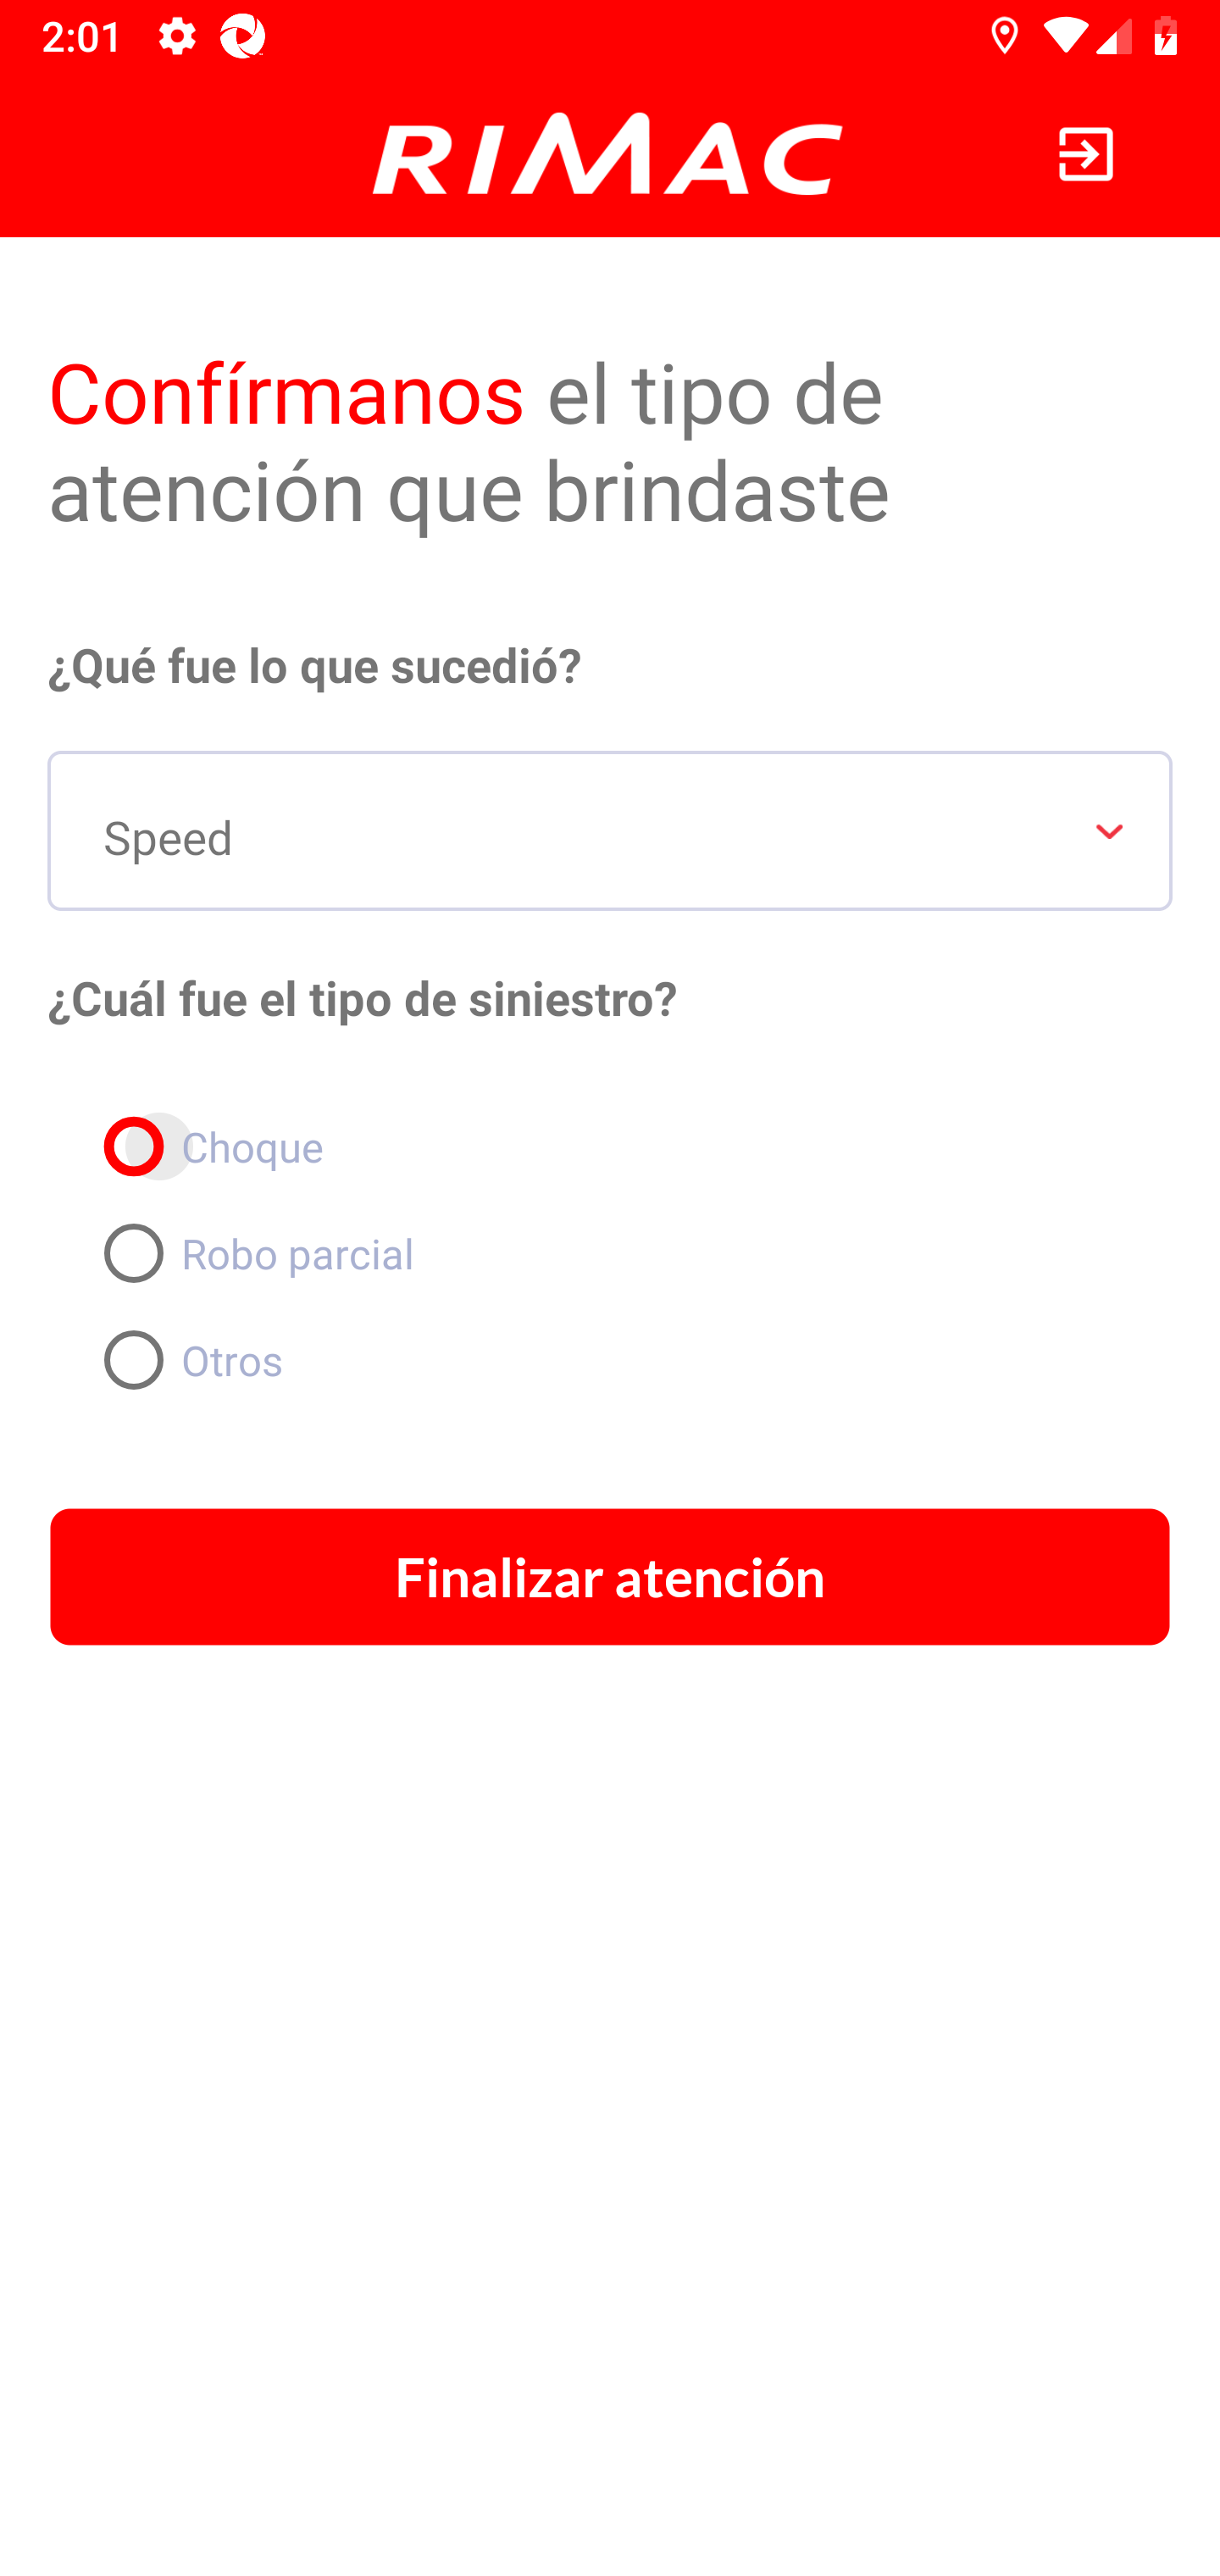 2:01
RIMAC
Confírmanos el tipo de
atención que brindaste
¿Qué fue lo que sucedió?
Speed
¿Cuál fue el tipo de siniestro?
Choque
Robo parcial
Otros
Finalizar atención